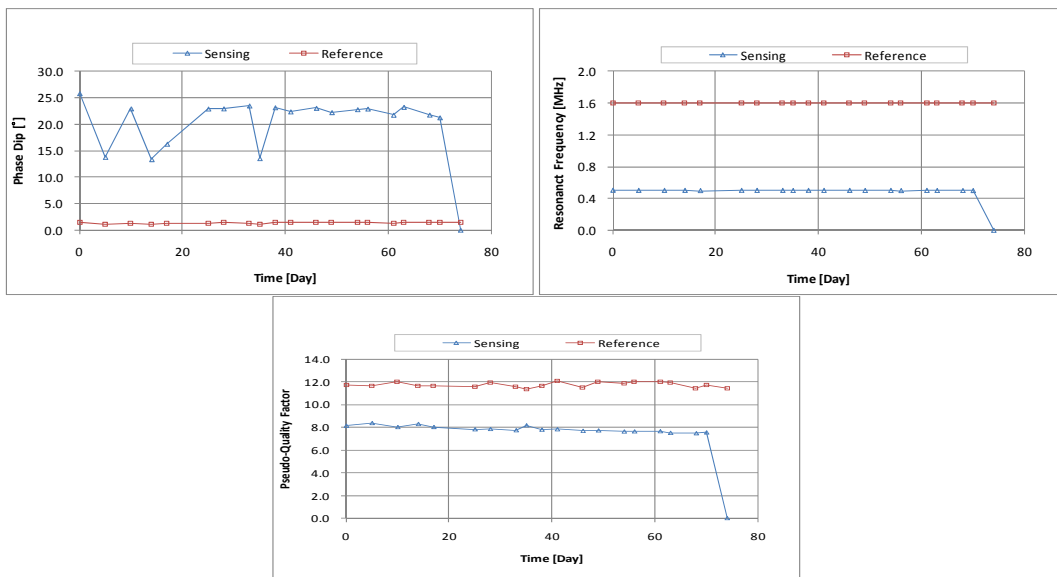 Sensing Reference
30.0
25.0
20.0
15.0
10.0
5.0
0.0
Phase Dip [°]
0 20 40 60 80
Time [Day]
Sensing Reference
2.0
1.6
1.2
0.8
0.4
0.0
Resonanct Frequency [MHz]
0 20 40 60 80
Time [Day]
Sensing Reference
14.0
12.0
10.0
8.0
6.0
4.0
2.0
0.0
Pseudo-Quality Factor
0 20 40 60 80
Time [Day]